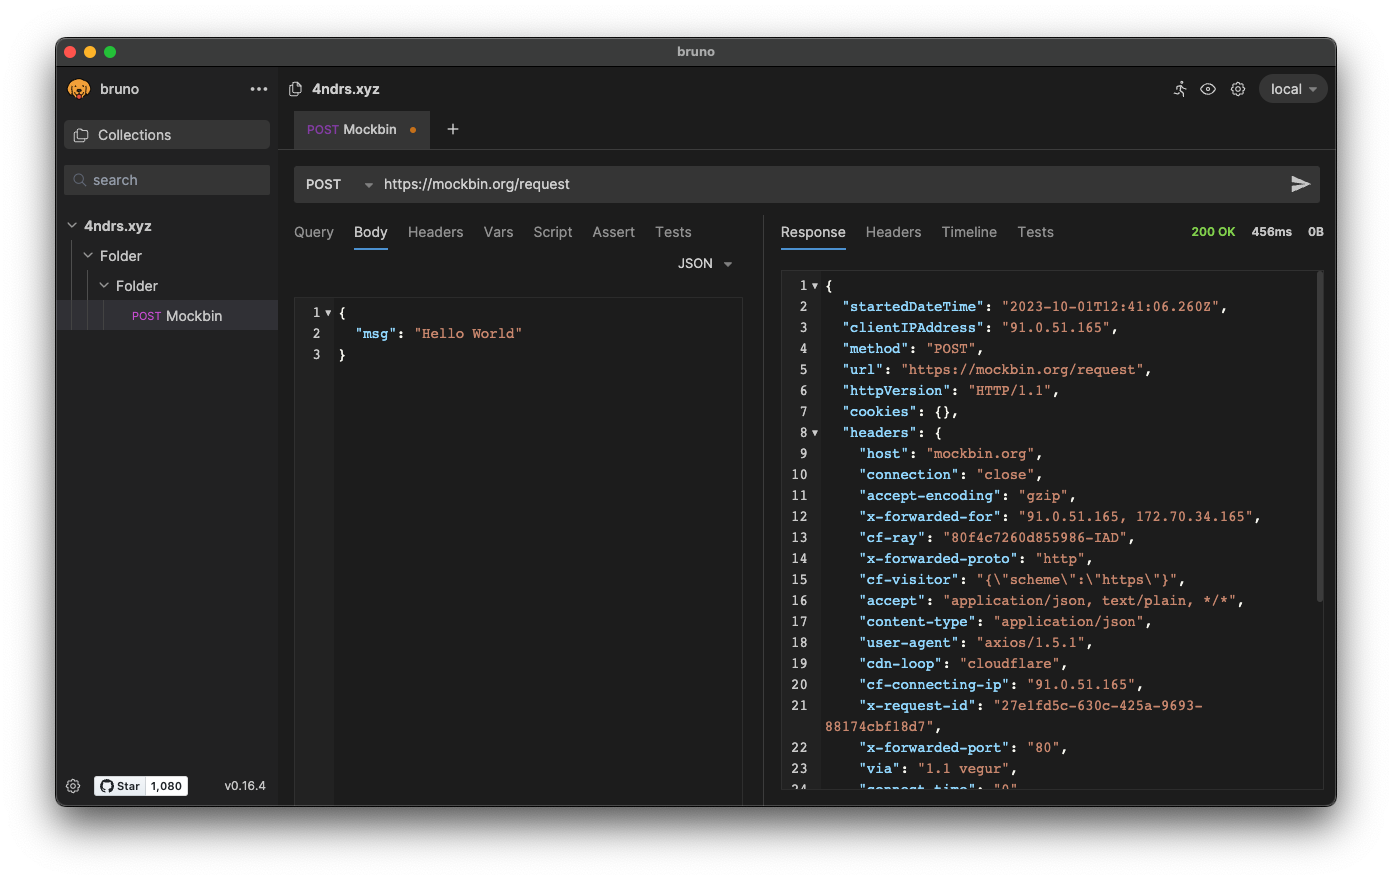 bruno
bruno
Collections
search
4ndrs.xyz
Folder
Folder
POST Mockbin
Star 1,080
v0.16.4
4ndrs.xyz
local
POST Mockbin
POST https://mockbin.org/request
Query Body Headers Vars Script Assert Tests
JSON
1 {
2 "msg": "Hello World"
3 }
Response Headers Timeline Tests 200 OK 456ms 0B
1 {
2 "startedDateTime": "2023-10-01T12:41:06.260Z",
3 "clientIPAddress": "91.0.51.165",
4 "method": "POST",
5 "url": "https://mockbin.org/request",
6 "httpVersion": "HTTP/1.1",
7 "cookies": {},
8 "headers": {
9 "host": "mockbin.org",
10 "connection": "close",
11 "accept-encoding": "gzip",
12 "x-forwarded-for": "91.0.51.165, 172.70.34.165",
13 "cf-ray": "80f4c7260d855986-IAD",
14 "x-forwarded-proto": "http",
15 "cf-visitor": "{\"scheme\":\"https\"}",
16 "accept": "application/json, text/plain, */*",
17 "content-type": "application/json",
18 "user-agent": "axios/1.5.1",
19 "cdn-loop": "cloudflare",
20 "cf-connecting-ip": "91.0.51.165",
21 "x-request-id": "27e1fd5c-630c-425a-9693-
88174cbf18d7",
22 "x-forwarded-port": "80",
23 "via": "1.1 vegur",
24 "connect-time": "0"